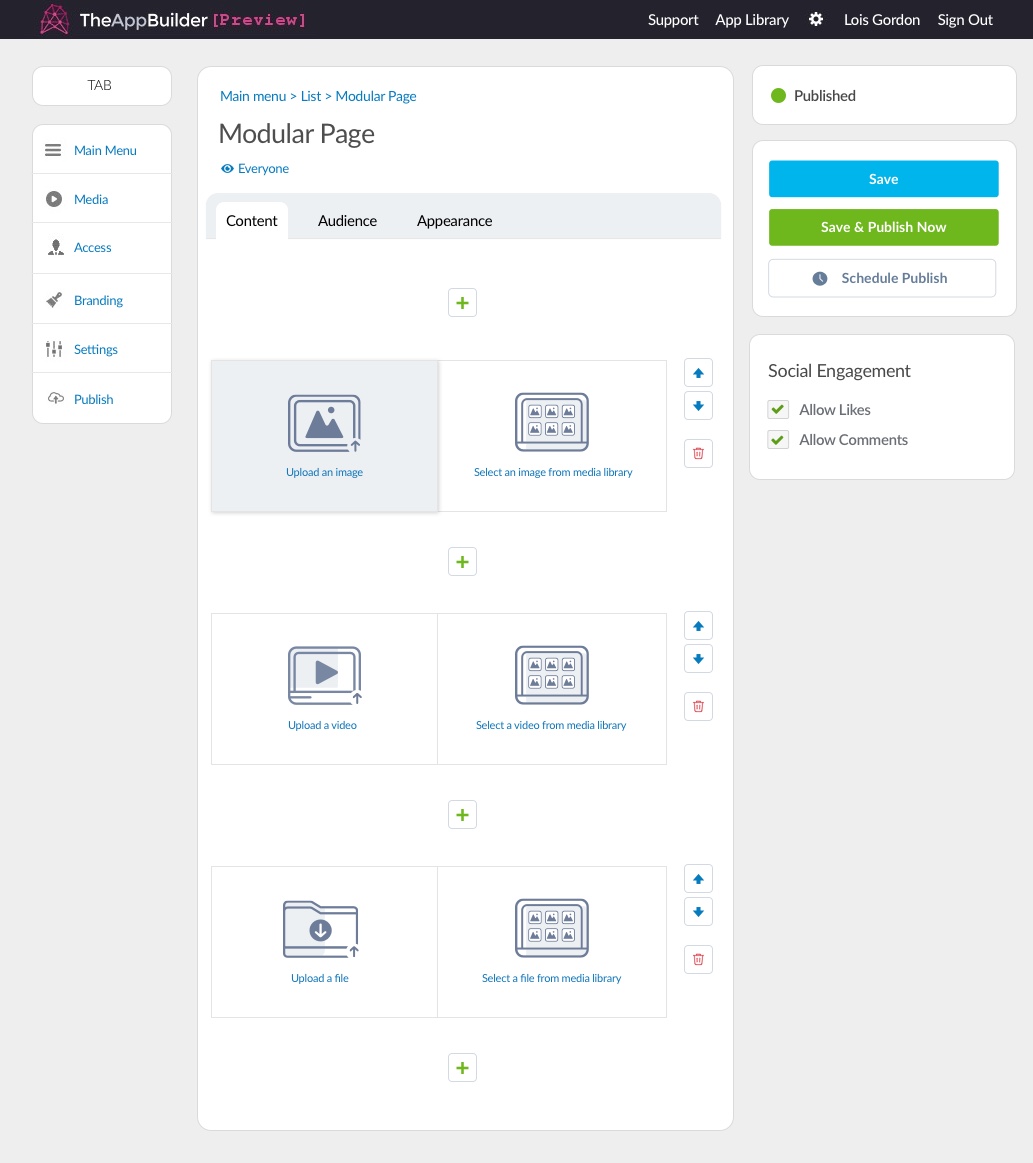 TheAppBuilder [Preview]
Support App Library Lois Gordon Sign Out
TAB
Main Menu
Media
Access
Branding
Settings
Publish
Main menu > List > Modular Page
Modular Page
Everyone
Content Audience Appearance
Upload an image
Select an image from media library
Upload a video
Select a video from media library
Upload a file
Select a file from media library
Published
Save
Save & Publish Now
Schedule Publish
Social Engagement
Allow Likes
Allow Comments